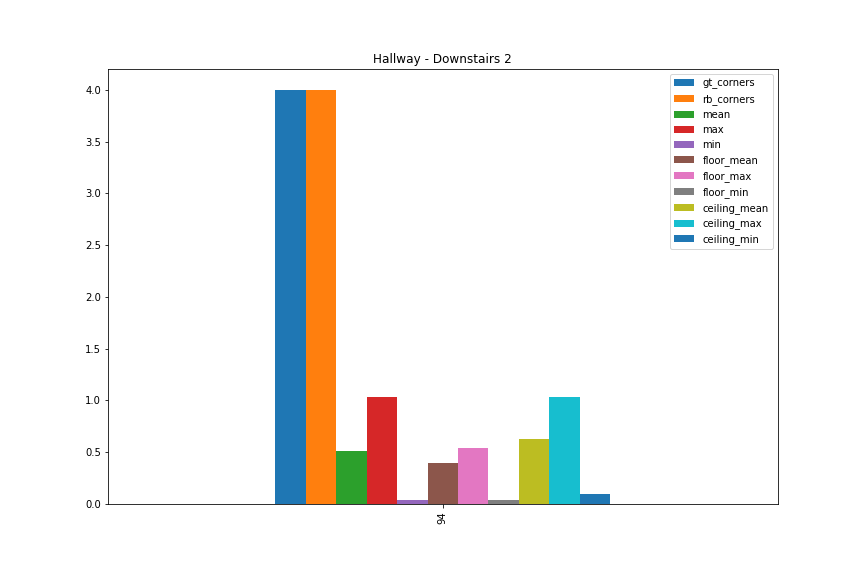 Hallway - Downstairs 2
4.0
3.5
3.0
2.5
2.0
1.5
1.0
0.5
0.0
94
gt_corners
rb_corners
mean
max
min
floor_mean
floor_max
floor_min
ceiling_mean
ceiling_max
ceiling_min